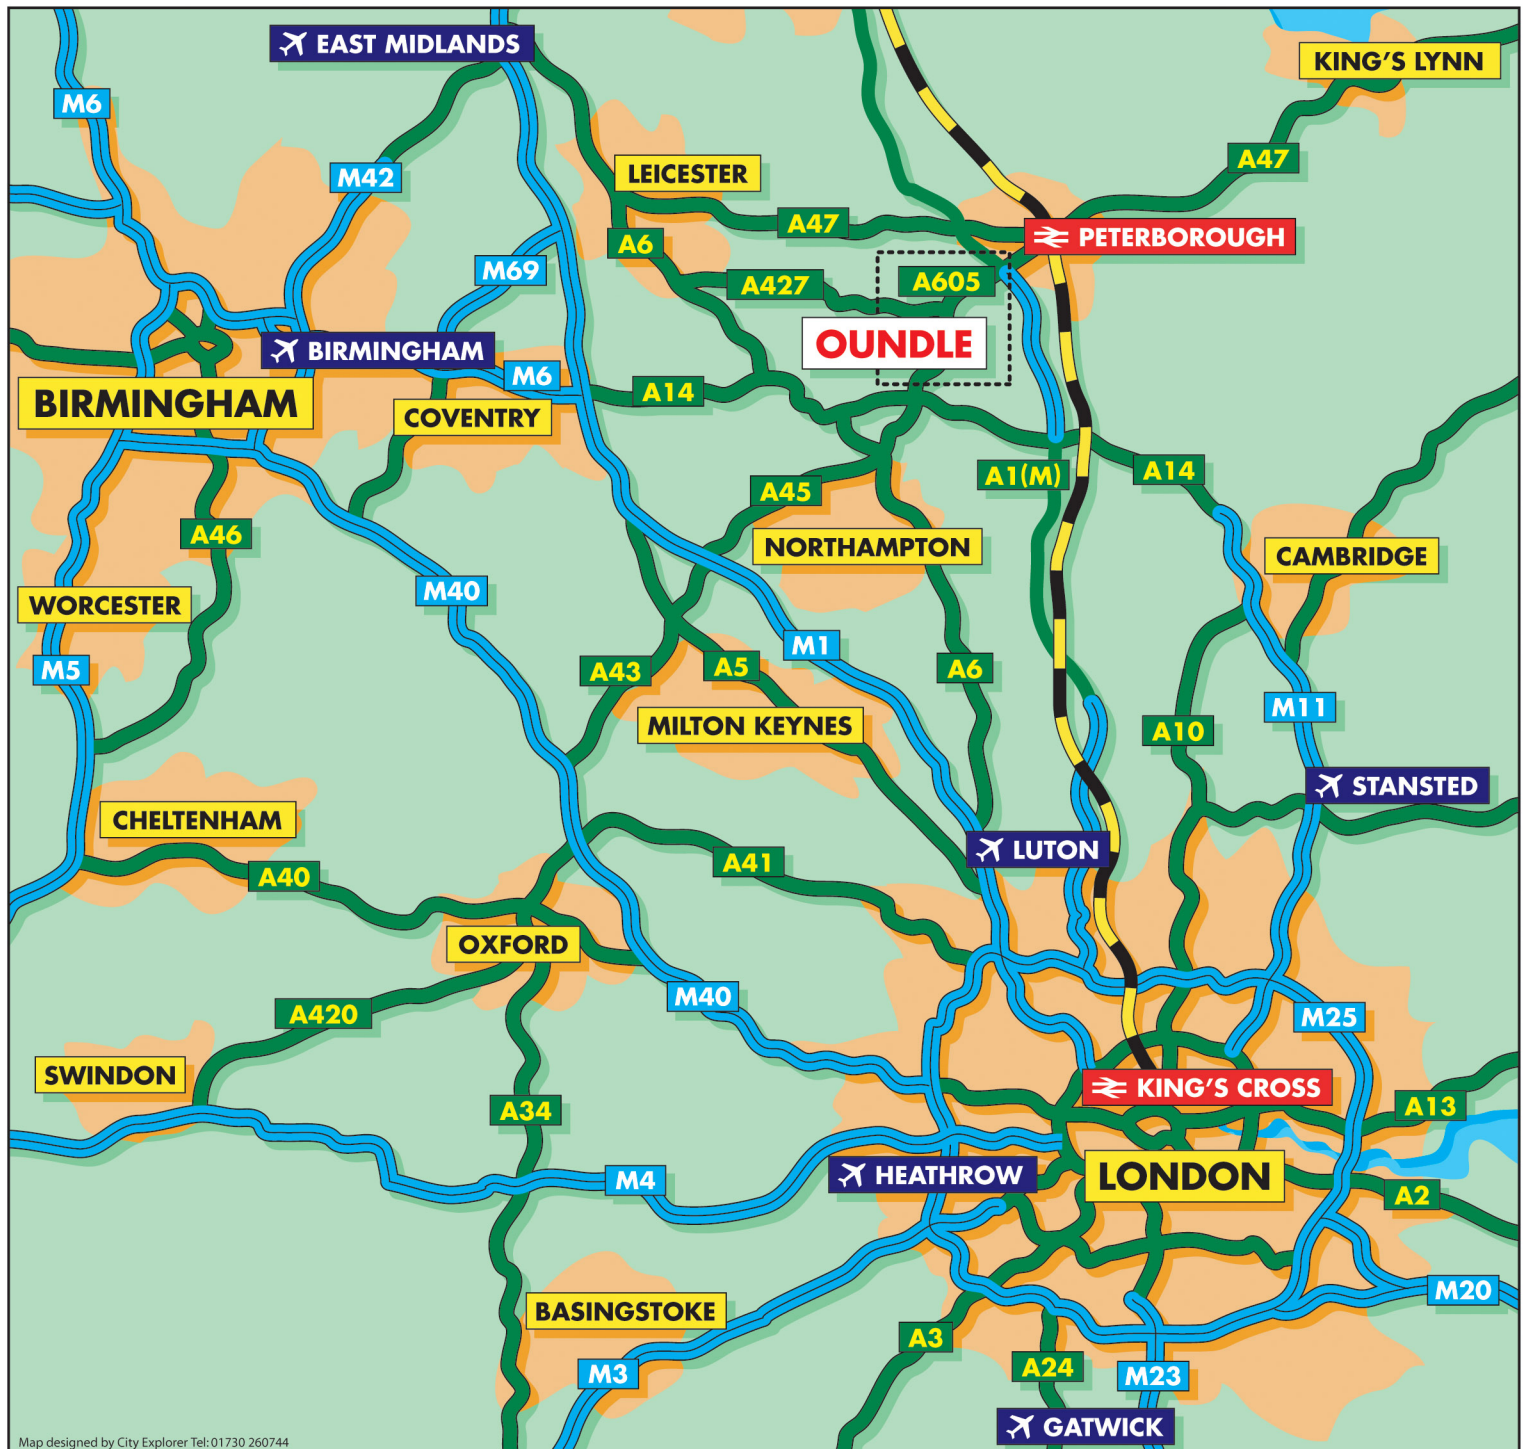 EAST MIDLANDS
KING'S LYNN
M6
A47
LEICESTER
M42
A47
PETERBOROUGH
A6
M69
A427
A605
OUNDLE
BIRMINGHAM
M6
A14
BIRMINGHAM
COVENTRY
A14
A1(M)
A45
A46
NORTHAMPTON
CAMBRIDGE
M40
WORCESTER
M1
M5
A43
A5
A6
M11
MILTON KEYNES
A10
STANSTED
CHELTENHAM
LUTON
A41
A40
OXFORD
M40
A420
M25
SWINDON
KING'S CROSS
A34
A13
M4
HEATHROW
LONDON
A2
M20
BASINGSTOKE
A3
M3
A24
M23
GATWICK
Map designed by City Explorer Tel: 01730 260744